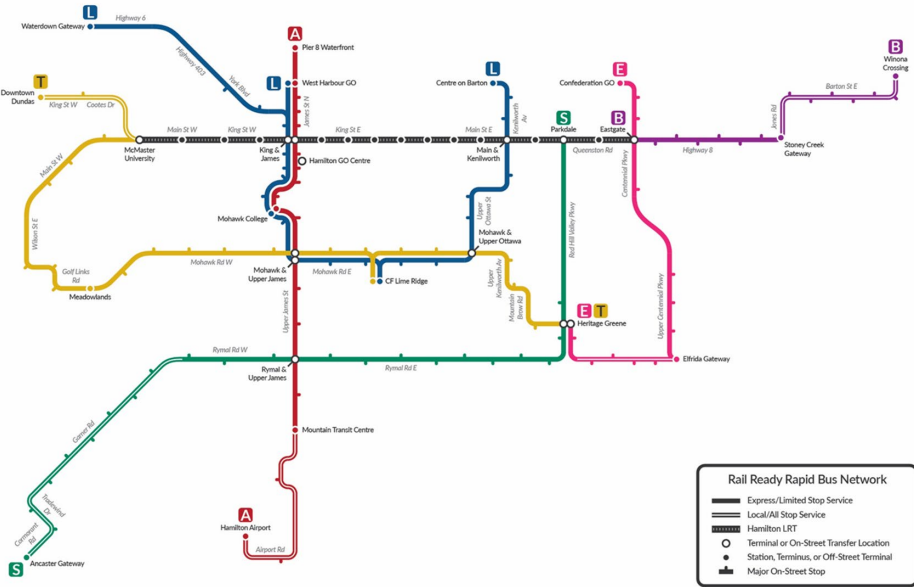 L
Waterdown Gateway
Highway 6
Highway 403
York Blvd
A
Pier 8 Waterfront
L
West Harbour GO
James St N
L
Centre on Barton
Kenilworth
Av
E
Confederation GO
B
Winona
Crossing
Barton St E
Jones Rd
T
Downtown
Dundas
King St W
Cootes Dr
McMaster
University
Main St W
King St W
King &
James
King St E
Main St E
Main &
Kenilworth
S
Parkdale
B
Eastgate
Queenston Rd
Highway 8
Stoney Creek
Gateway
Hamilton GO Centre
Mohawk College
Main St W
Wilson St E
Golf Links
Rd
Meadowlands
Mohawk Rd W
Mohawk &
Upper James
Mohawk Rd E
CF Lime Ridge
Upper
Ottawa St
Mohawk &
Upper Ottawa
Upper
Kenilworth Av
Mountain
Brow Rd
Red Hill Valley Pkwy
Centennial Pkwy
Upper Centennial Pkwy
E
T
Heritage Greene
Elfrida Gateway
Upper James St
Rymal Rd W
Rymal &
Upper James
Rymal Rd E
Garner Rd
Tradewind
Dr
Cormorant
Rd
Ancaster Gateway
S
Mountain Transit Centre
A
Hamilton Airport
Airport Rd
Rail Ready Rapid Bus Network
Express/Limited Stop Service
Local/All Stop Service
Hamilton LRT
Terminal or On-Street Transfer Location
Station, Terminus, or Off-Street Terminal
Major On-Street Stop